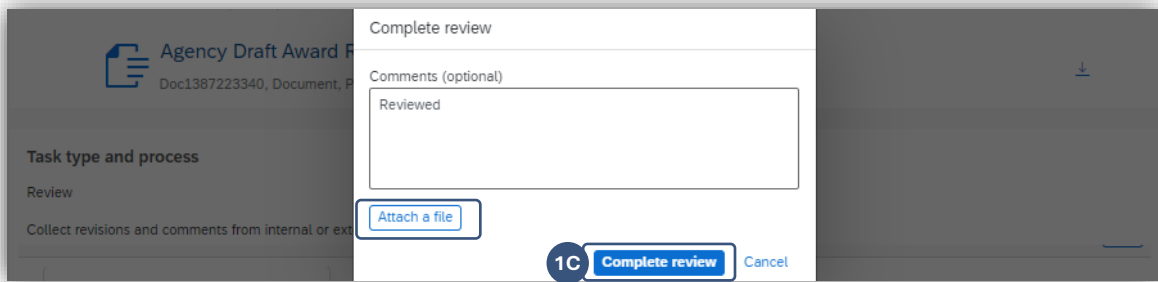 Complete review
Agency Draft Award R
Doc1387223340, Document, P
Comments (optional)
Reviewed
Task type and process
Review
Attach a file
Collect revisions and comments from internal or ext
1C Complete review Cancel